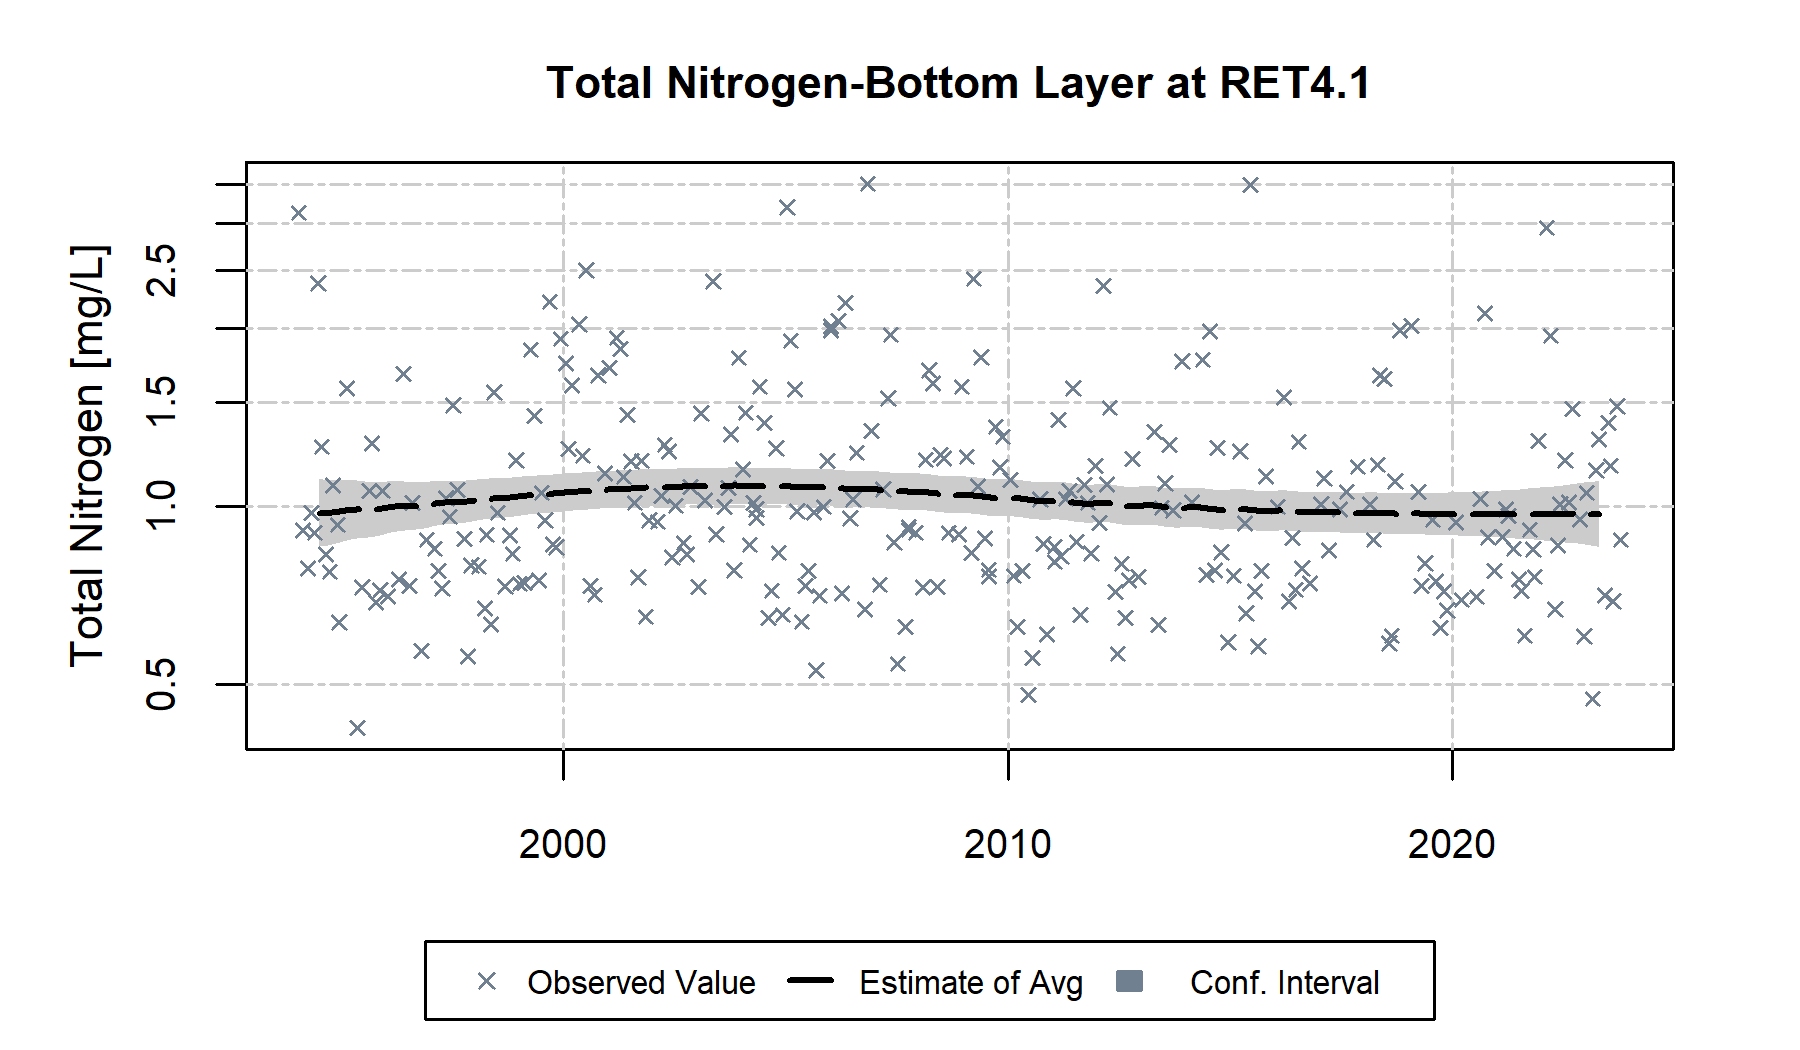 Total Nitrogen-Bottom Layer at RET4.1
Total Nitrogen [mg/L]
2.5
1.5
1.0
0.5
2000 2010 2020
Observed Value Estimate of Avg Conf. Interval